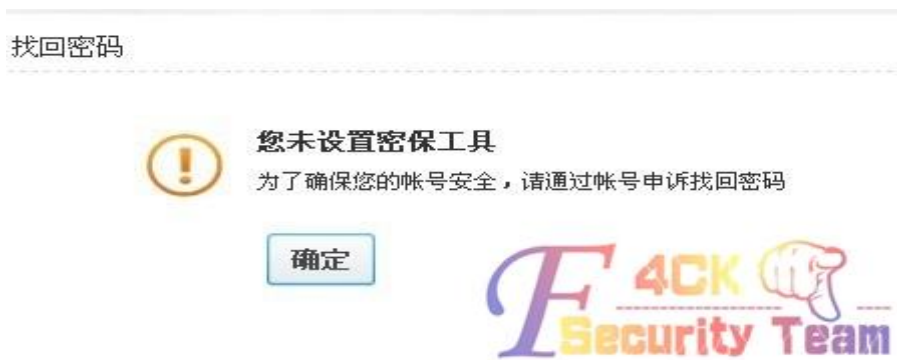 找回密码
您未设置密保工具
为了确保您的帐号安全，请通过帐号申诉找回密码
确定
F4CK
Security Team